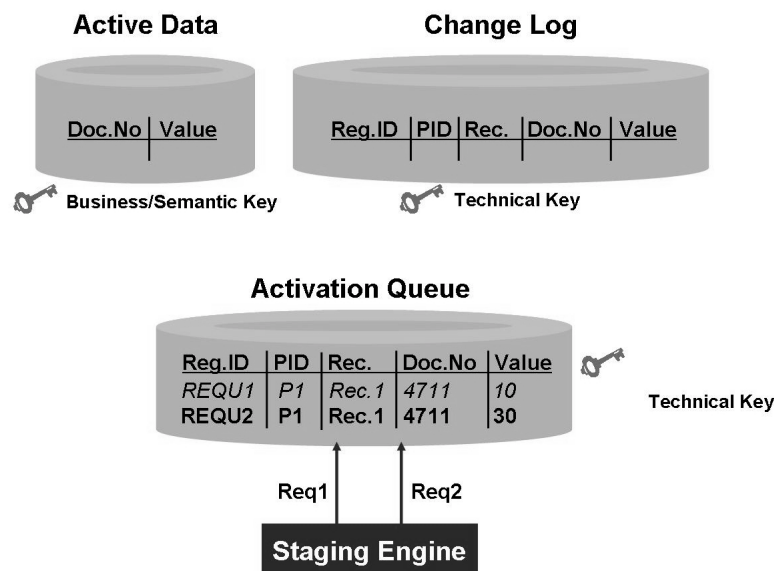 Active Data
Change Log
Doc.No Value
Reg.ID PID Rec. Doc.No Value
Business/Semantic Key
Technical Key
Activation Queue
Reg.ID PID Rec. Doc.No Value
REQU1 P1 Rec.1 4711 10
REQU2 P1 Rec.1 4711 30
Technical Key
Req1
Req2
Staging Engine